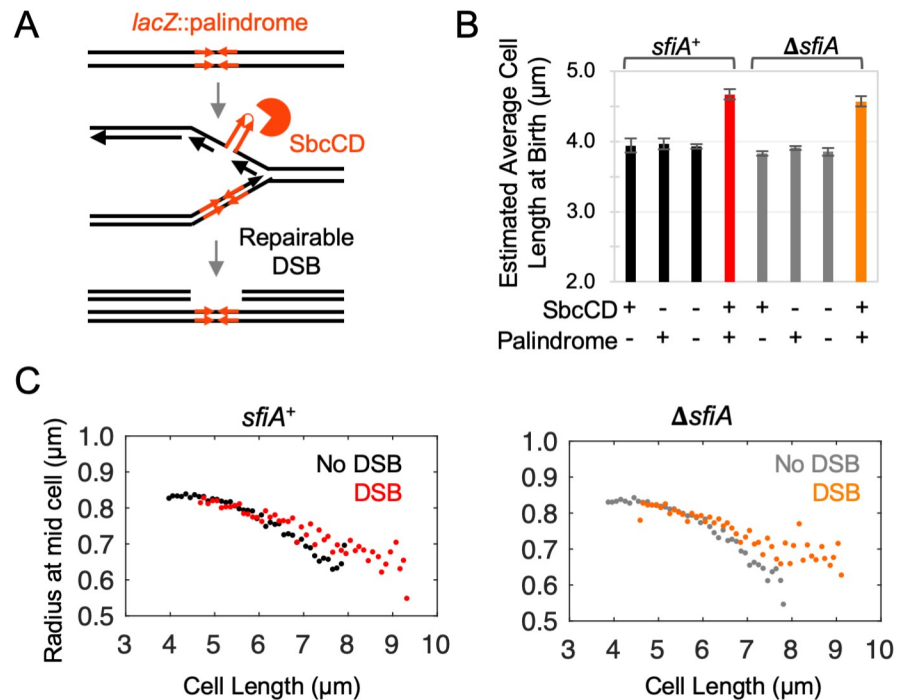 A
lacZ::palindrome
SbcCD
Repairable
DSB
B
sfiA+ ΔsfiA
Estimated Average Cell
Length at Birth (μm)
5.0
4.0
3.0
2.0
SbcCD + - - + + - - +
Palindrome - + - + - + - +
C
sfiA+
Radius at mid cell (μm)
1.0
0.9
0.8
0.7
0.6
0.5
No DSB
DSB
3 4 5 6 7 8 9 10
Cell Length (μm)
ΔsfiA
1.0
0.9
0.8
0.7
0.6
0.5
No DSB
DSB
3 4 5 6 7 8 9 10
Cell Length (μm)